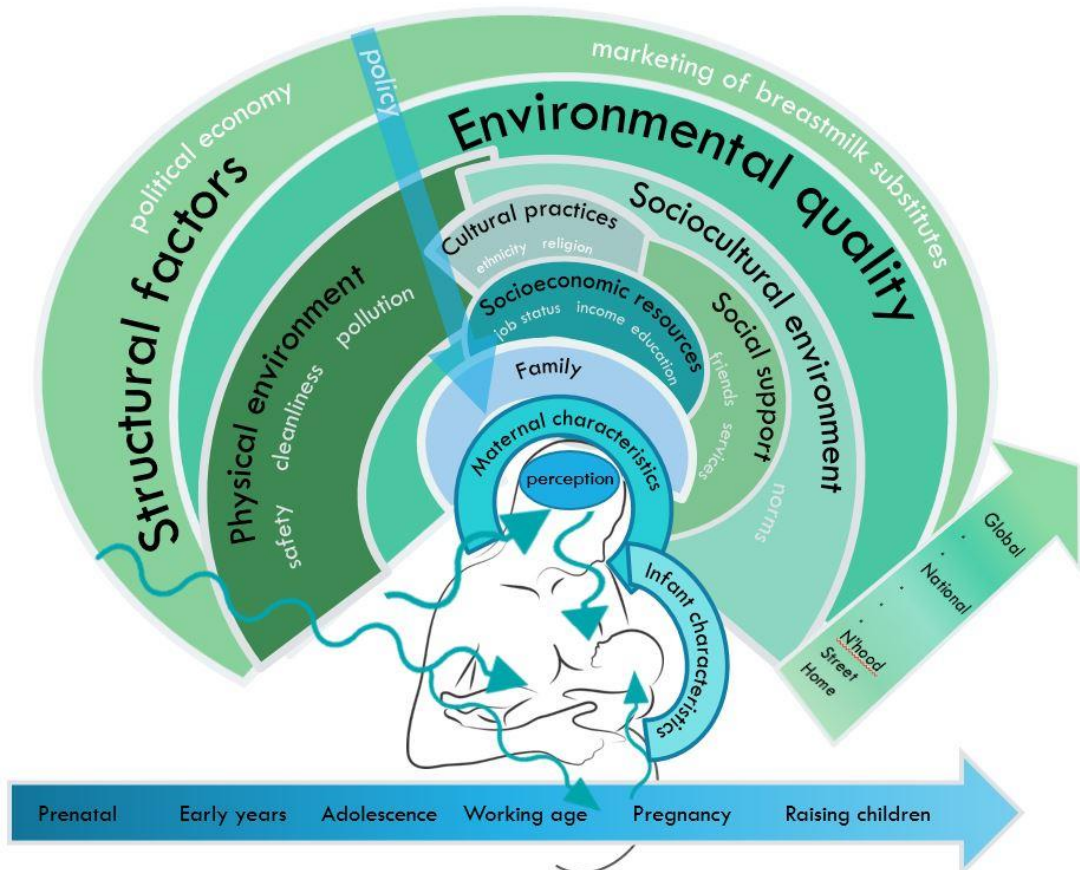 Structural factors
political economy
policy
marketing of breastmilk substitutes
Environmental quality
Physical environment
safety cleanliness pollution
Sociocultural environment
norms
Cultural practices
ethnicity religion
Social support
friends services
Socioeconomic resources
job status income education
Family
Maternal characteristics
perception
Infant characteristics
Global
.
.
National
.
.
N'hood
Street
Home
Prenatal Early years Adolescence Working age Pregnancy Raising children